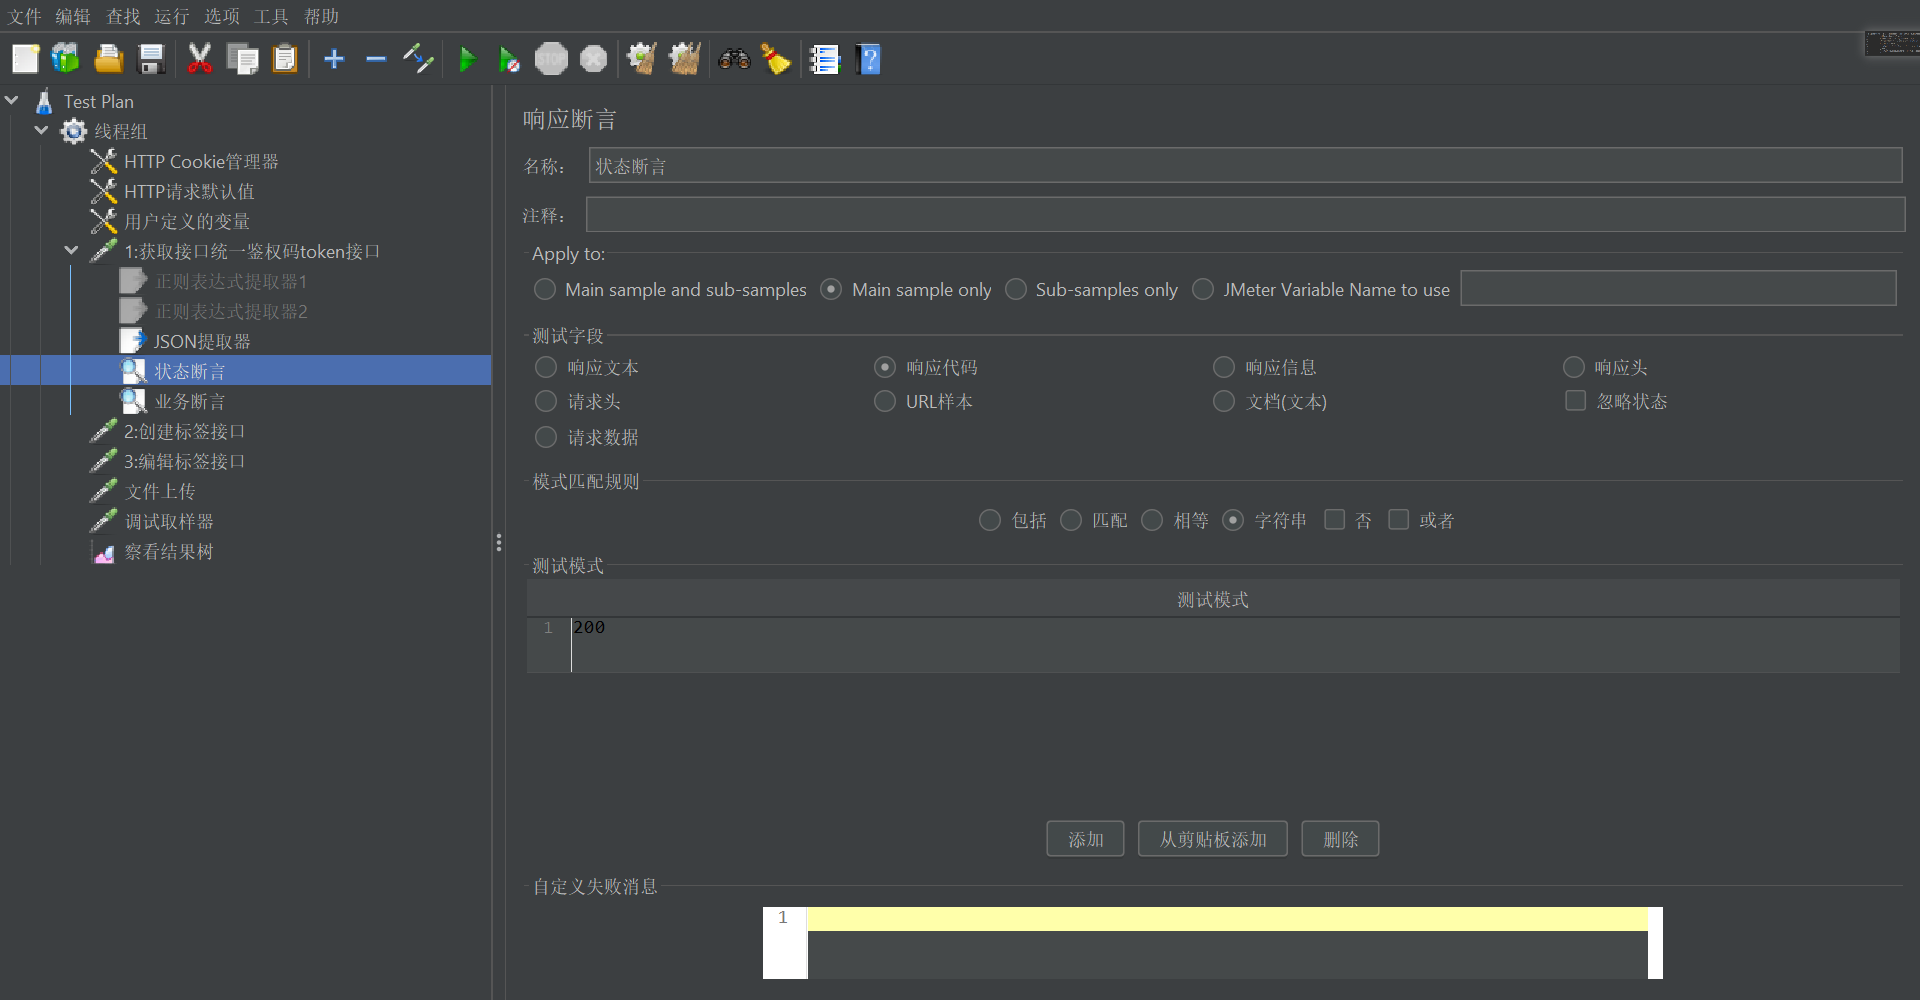 文件 编辑 查找 运行 选项 工具 帮助
STOP
Test Plan
线程组
HTTP Cookie管理器
HTTP请求默认值
用户定义的变量
1:获取接口统一鉴权码token接口
正则表达式提取器1
正则表达式提取器2
JSON提取器
状态断言
业务断言
2:创建标签接口
3:编辑标签接口
文件上传
调试取样器
察看结果树
响应断言
名称： 状态断言
注释：
Apply to:
Main sample and sub-samples Main sample only Sub-samples only JMeter Variable Name to use
测试字段
响应文本 响应代码 响应信息 响应头
请求头 URL样本 文档(文本) 忽略状态
请求数据
模式匹配规则
包括 匹配 相等 字符串 否 或者
测试模式
测试模式
1 200
添加 从剪贴板添加 删除
自定义失败消息
1